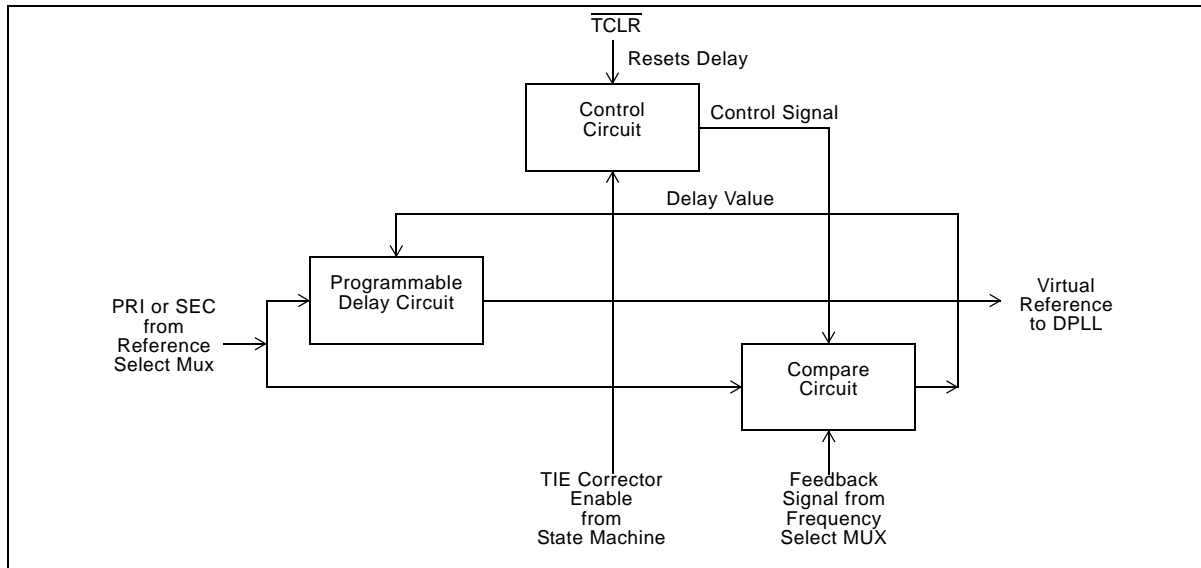 TCLR
Resets Delay
Control
Circuit
Control Signal
Delay Value
Programmable
Delay Circuit
PRI or SEC
from
Reference
Select Mux
Virtual
Reference
to DPLL
Compare
Circuit
TIE Corrector
Enable
from
State Machine
Feedback
Signal from
Frequency
Select MUX